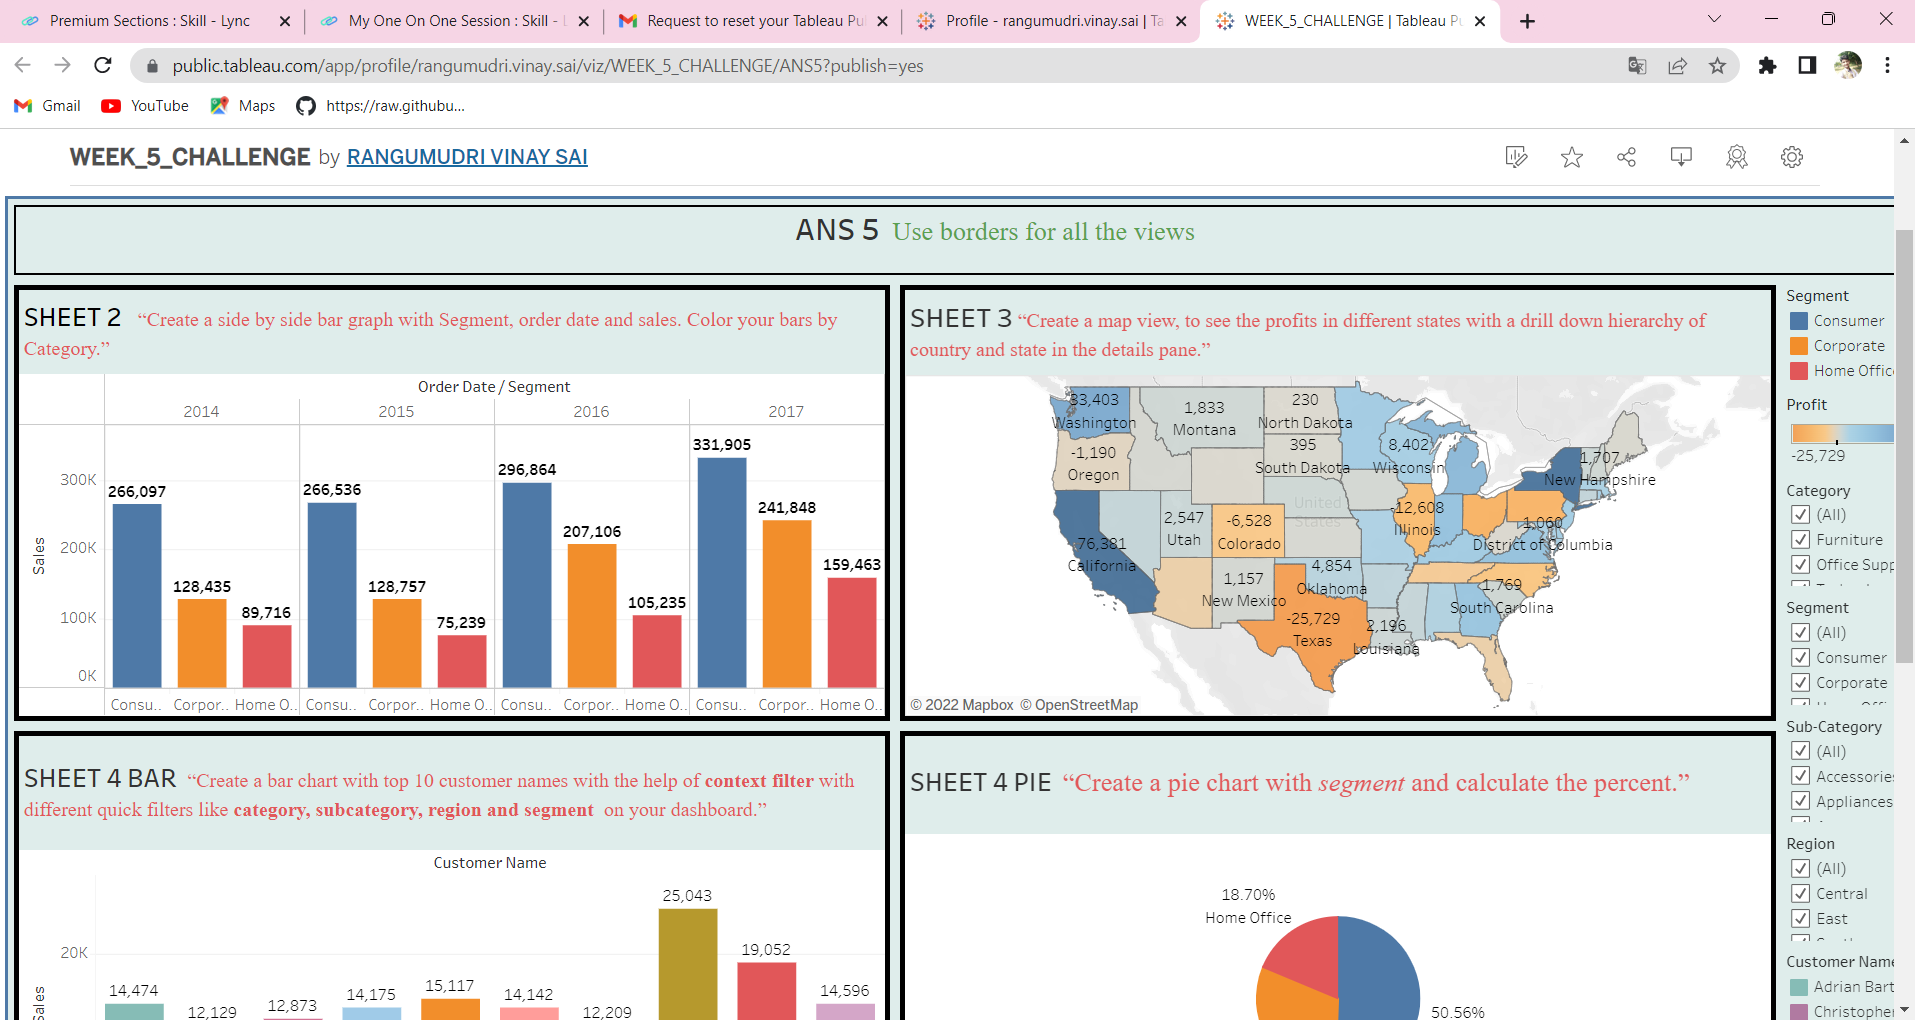 Premium Sections : Skill - Lync
My One On One Session : Skill - L
Request to reset your Tableau Pu
Profile - rangumudri.vinay.sai | Ta
WEEK_5_CHALLENGE | Tableau Pu
public.tableau.com/app/profile/rangumudri.vinay.sai/viz/WEEK_5_CHALLENGE/ANS5?publish=yes
Gmail YouTube Maps https://raw.githubu...
WEEK_5_CHALLENGE by RANGUMUDRI VINAY SAI
ANS 5 Use borders for all the views
SHEET 2 “Create a side by side bar graph with Segment, order date and sales. Color your bars by
Category.”
Order Date / Segment
2014 2015 2016 2017
Sales
300K
200K
100K
0K
266,097
128,435
89,716
266,536
128,757
75,239
296,864
207,106
105,235
331,905
241,848
159,463
Consu.. Corpor.. Home O.. Consu.. Corpor.. Home O.. Consu.. Corpor.. Home O.. Consu.. Corpor.. Home O..
SHEET 3 “Create a map view, to see the profits in different states with a drill down hierarchy of
country and state in the details pane.”
33,403
Washington
1,833
Montana
230
North Dakota
-1,190
Oregon
395
South Dakota
8,402
Wisconsin
1,707
New Hampshire
United
States
2,547
Utah
-6,528
Colorado
-12,608
Illinois
1,060
District of Columbia
76,381
California
1,157
New Mexico
4,854
Oklahoma
1,769
South Carolina
-25,729
Texas
2,196
Louisiana
© 2022 Mapbox © OpenStreetMap
SHEET 4 BAR “Create a bar chart with top 10 customer names with the help of context filter with
different quick filters like category, subcategory, region and segment on your dashboard.”
Customer Name
20K
Sales
14,474
12,129
12,873
14,175
15,117
14,142
12,209
25,043
19,052
14,596
SHEET 4 PIE “Create a pie chart with segment and calculate the percent.”
18.70%
Home Office
50.56%
Segment
Consumer
Corporate
Home Offic
Profit
-25,729
Category
(All)
Furniture
Office Supp
Segment
(All)
Consumer
Corporate
Sub-Category
(All)
Accessories
Appliances
Region
(All)
Central
East
Customer Name
Adrian Bart
Christopher